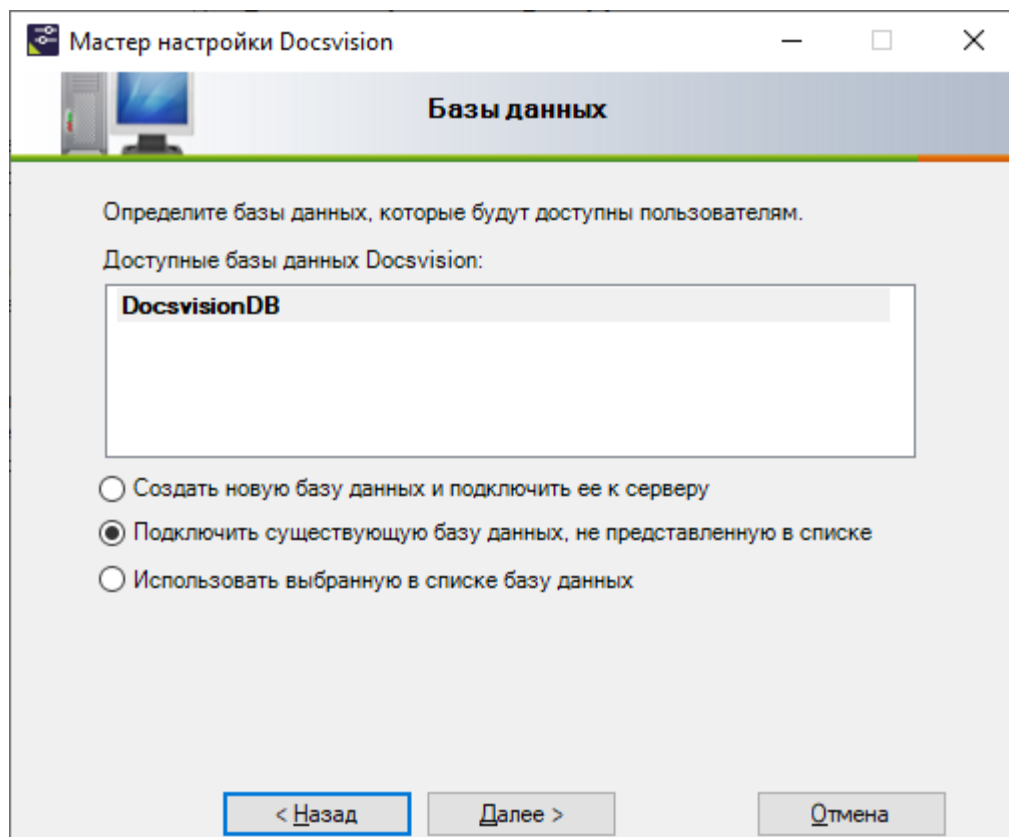 Мастер настройки Docsvision
Базы данных
Определите базы данных, которые будут доступны пользователям.
Доступные базы данных Docsvision:
DocsvisionDB
Создать новую базу данных и подключить ее к серверу
Подключить существующую базу данных, не представленную в списке
Использовать выбранную в списке базу данных
< Назад
Далее >
Отмена